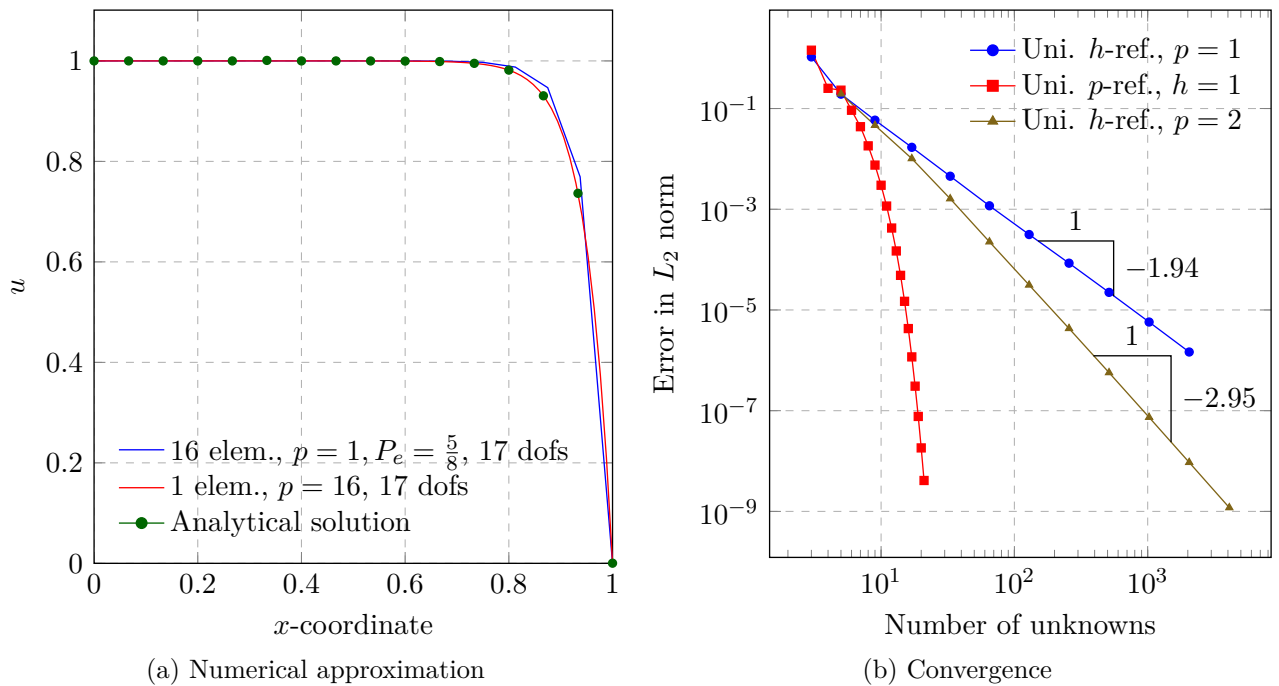 1
0.8
0.6
0.4
0.2
0
u
16 elem., p = 1, P_e = 5/8, 17 dofs
1 elem., p = 16, 17 dofs
Analytical solution
0 0.2 0.4 0.6 0.8 1
x-coordinate
(a) Numerical approximation
Uni. h-ref., p = 1
Uni. p-ref., h = 1
Uni. h-ref., p = 2
10^−1
10^−3
10^−5
10^−7
10^−9
Error in L_2 norm
1
−1.94
1
−2.95
10^1 10^2 10^3
Number of unknowns
(b) Convergence